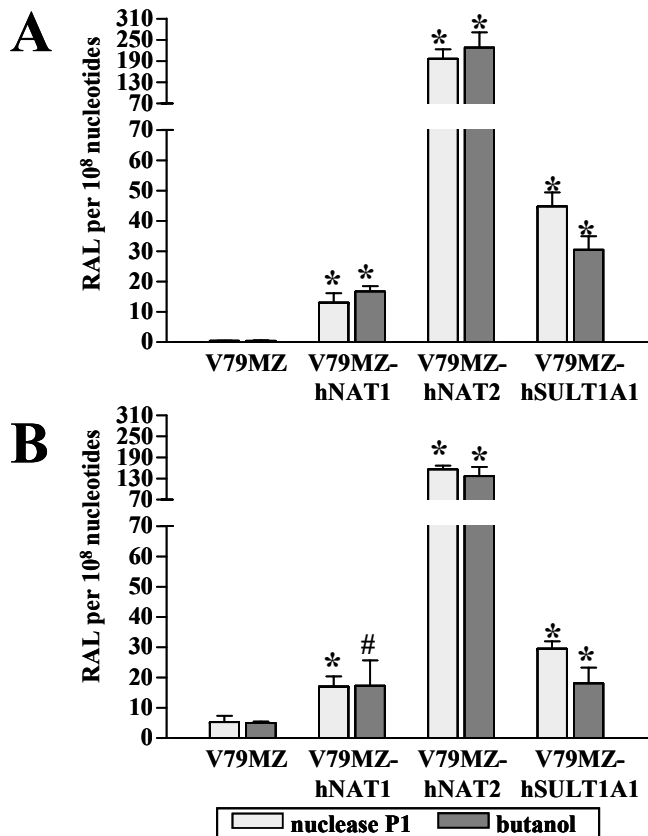 A
RAL per 10⁸ nucleotides
310
250
190
130
70
70
60
50
40
30
20
10
0
* * * * * *
V79MZ V79MZ- V79MZ- V79MZ-
hNAT1 hNAT2 hSULT1A1
B
RAL per 10⁸ nucleotides
310
250
190
130
70
70
60
50
40
30
20
10
0
* # * * * *
V79MZ V79MZ- V79MZ- V79MZ-
hNAT1 hNAT2 hSULT1A1
nuclease P1 butanol